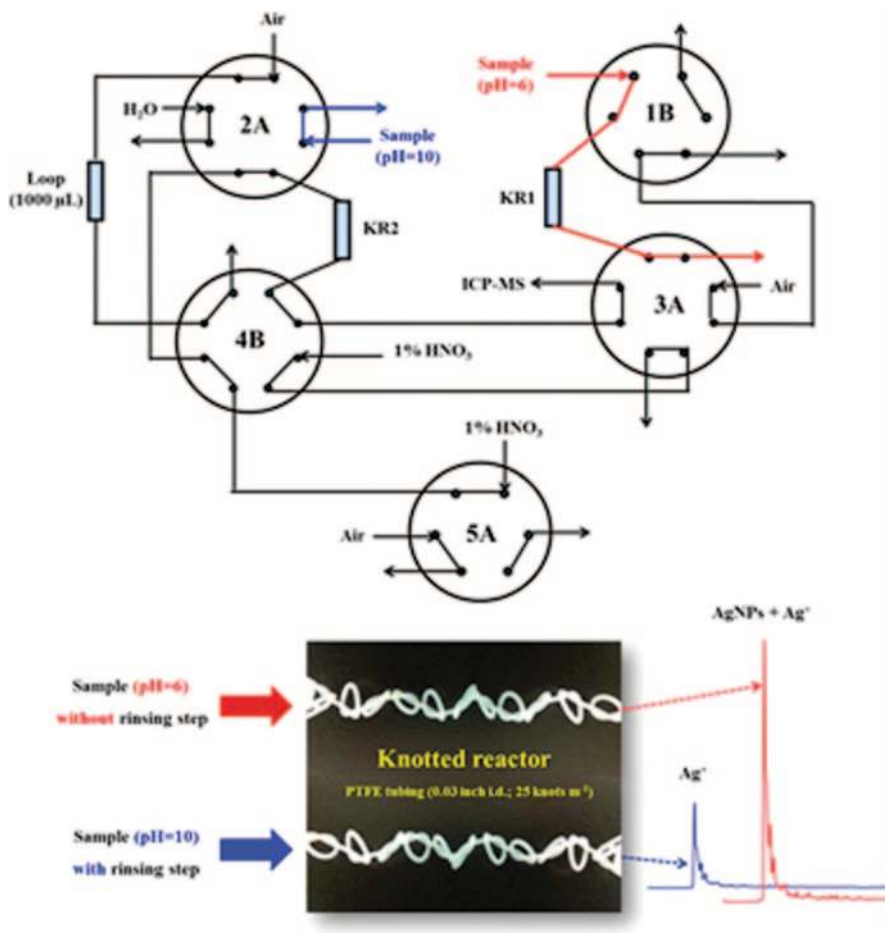 Air
Sample
(pH=6)
1B
H₂O
2A
Sample
(pH=10)
Loop
(1000 µL)
KR2
KR1
ICP-MS
Air
3A
4B
1% HNO₃
1% HNO₃
Air
5A
AgNPs + Ag⁺
Sample (pH=6)
without rinsing step
Knotted reactor
PTFE tubing (0.03 inch i.d.; 25 knots m⁻¹)
Ag⁺
Sample (pH=10)
with rinsing step